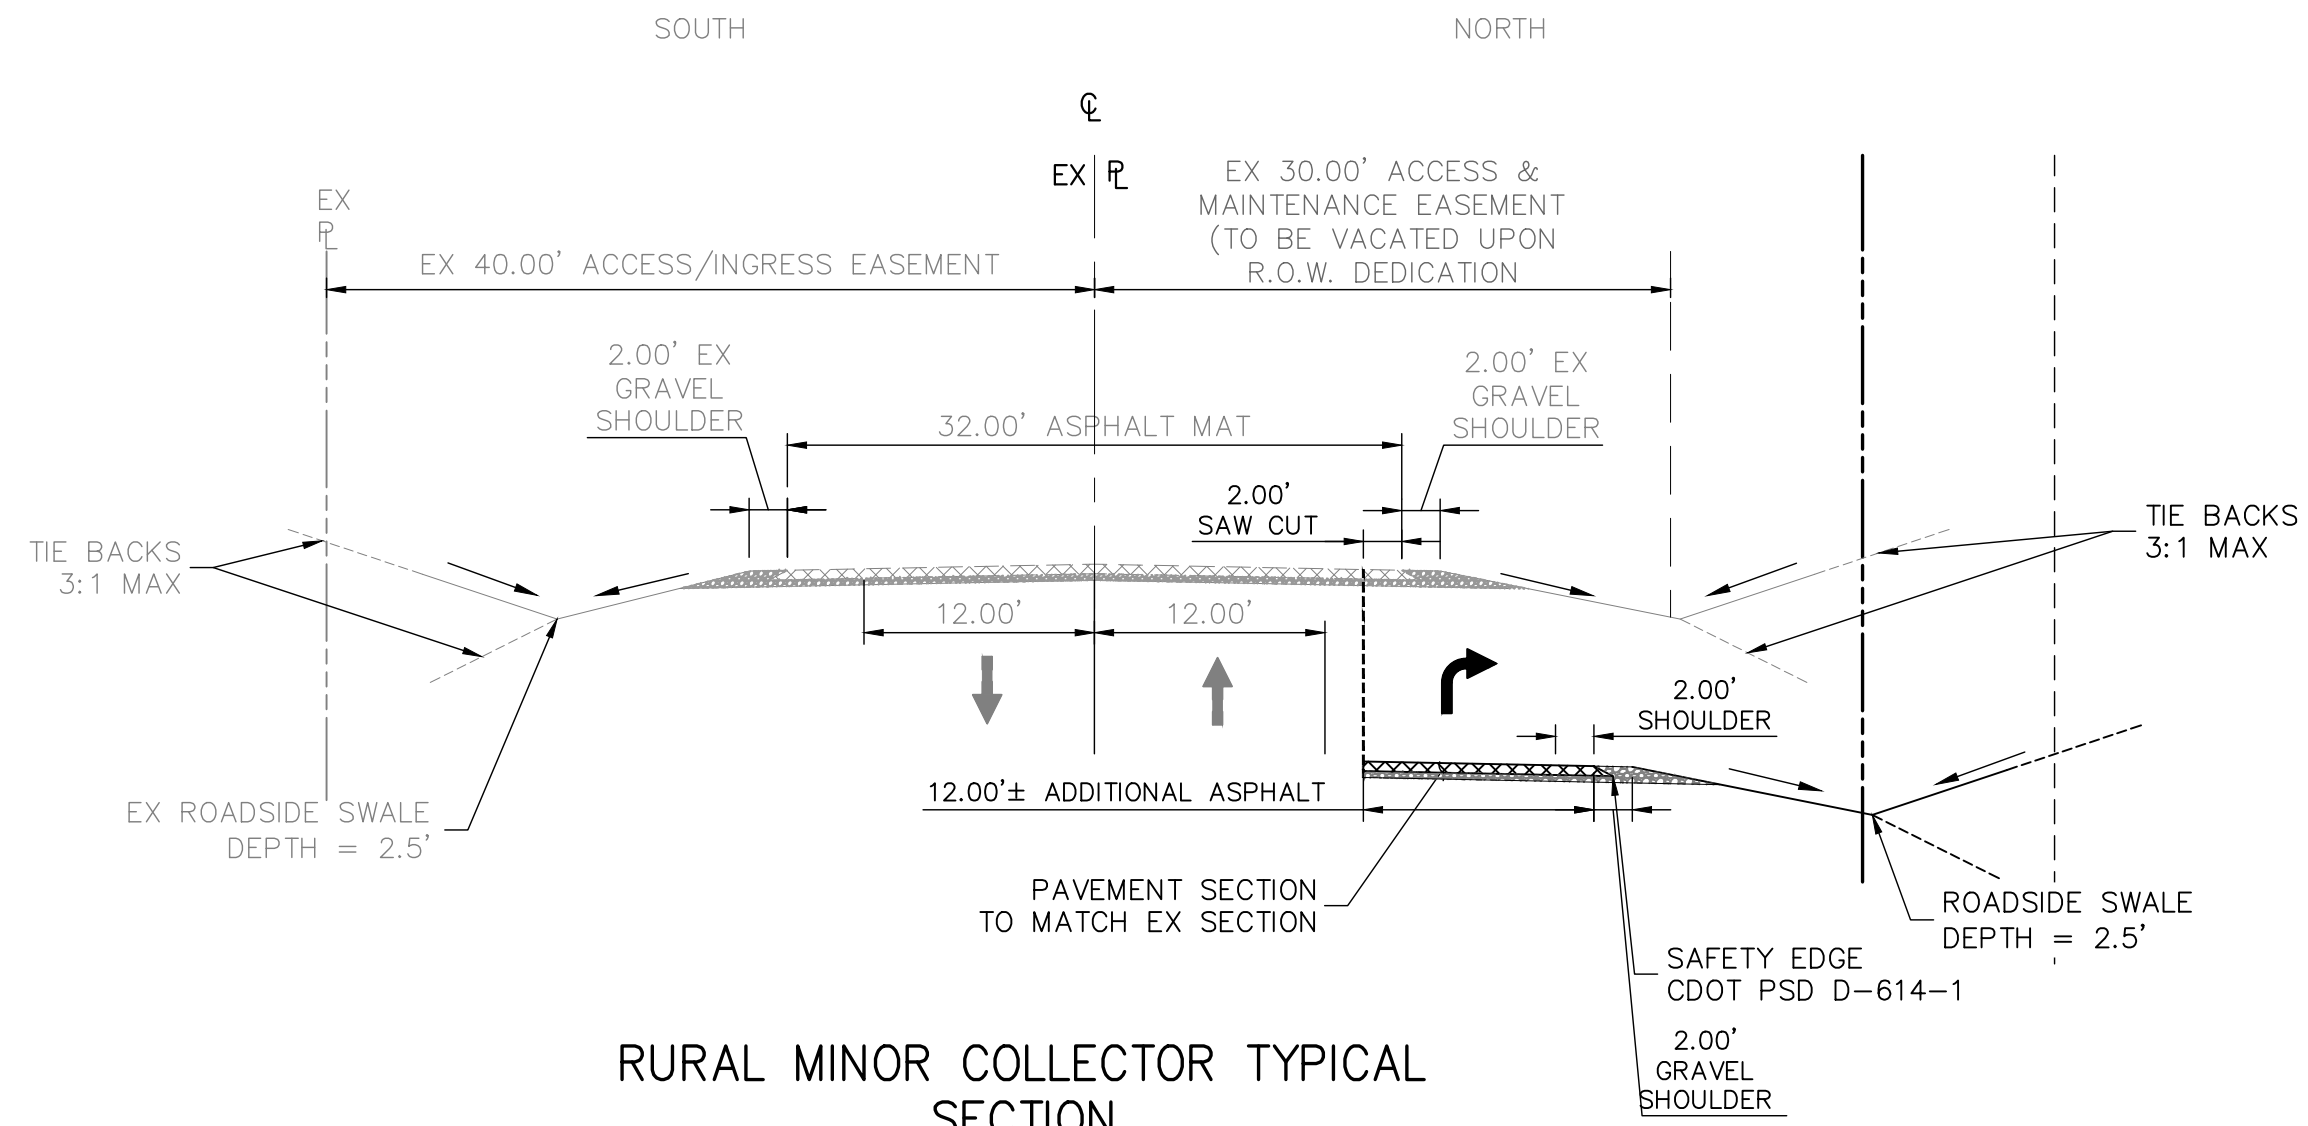 SOUTH
NORTH
℄
EX ⅊
EX
⅊
EX 40.00' ACCESS/INGRESS EASEMENT
EX 30.00' ACCESS &
MAINTENANCE EASEMENT
(TO BE VACATED UPON
R.O.W. DEDICATION
2.00' EX
GRAVEL
SHOULDER
32.00' ASPHALT MAT
2.00' EX
GRAVEL
SHOULDER
2.00'
SAW CUT
TIE BACKS
3:1 MAX
TIE BACKS
3:1 MAX
12.00'
12.00'
2.00'
SHOULDER
12.00'± ADDITIONAL ASPHALT
EX ROADSIDE SWALE
DEPTH = 2.5'
PAVEMENT SECTION
TO MATCH EX SECTION
ROADSIDE SWALE
DEPTH = 2.5'
SAFETY EDGE
CDOT PSD D-614-1
2.00'
GRAVEL
SHOULDER
RURAL MINOR COLLECTOR TYPICAL
SECTION